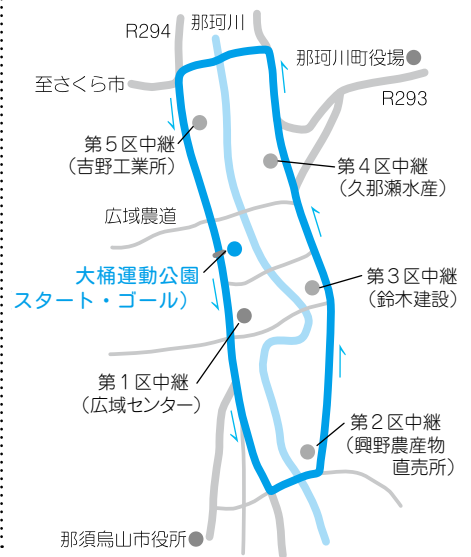 那珂川
R294
那珂川町役場
至さくら市
R293
第５区中継
（吉野工業所）
第４区中継
（久那瀬水産）
広域農道
大桶運動公園
スタート・ゴール）
第３区中継
（鈴木建設）
第１区中継
（広域センター）
第２区中継
（興野農産物
直売所）
那須烏山市役所